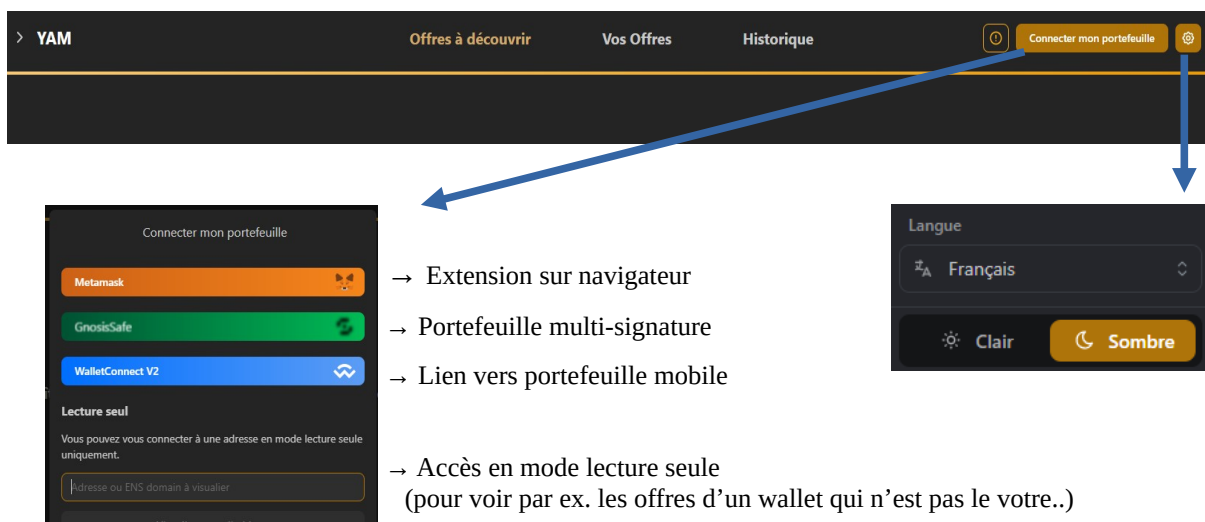 YAM
Offres à découvrir
Vos Offres
Historique
Connecter mon portefeuille
Connecter mon portefeuille
Metamask
→ Extension sur navigateur
GnosisSafe
→ Portefeuille multi-signature
WalletConnect V2
→ Lien vers portefeuille mobile
Lecture seul
Vous pouvez vous connecter à une adresse en mode lecture seule
uniquement.
Adresse ou ENS domain à visualier
→ Accès en mode lecture seule
(pour voir par ex. les offres d’un wallet qui n’est pas le votre..)
Langue
Français
Clair
Sombre